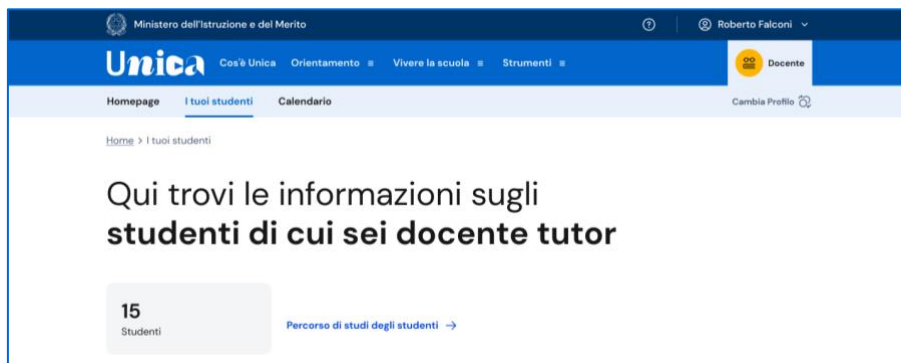 Ministero dell'Istruzione e del Merito
Roberto Falconi
Unica
Cos'è Unica Orientamento Vivere la scuola Strumenti
Docente
Homepage I tuoi studenti Calendario
Cambia Profilo
Home > I tuoi studenti
Qui trovi le informazioni sugli
studenti di cui sei docente tutor
15
Studenti
Percorso di studi degli studenti →